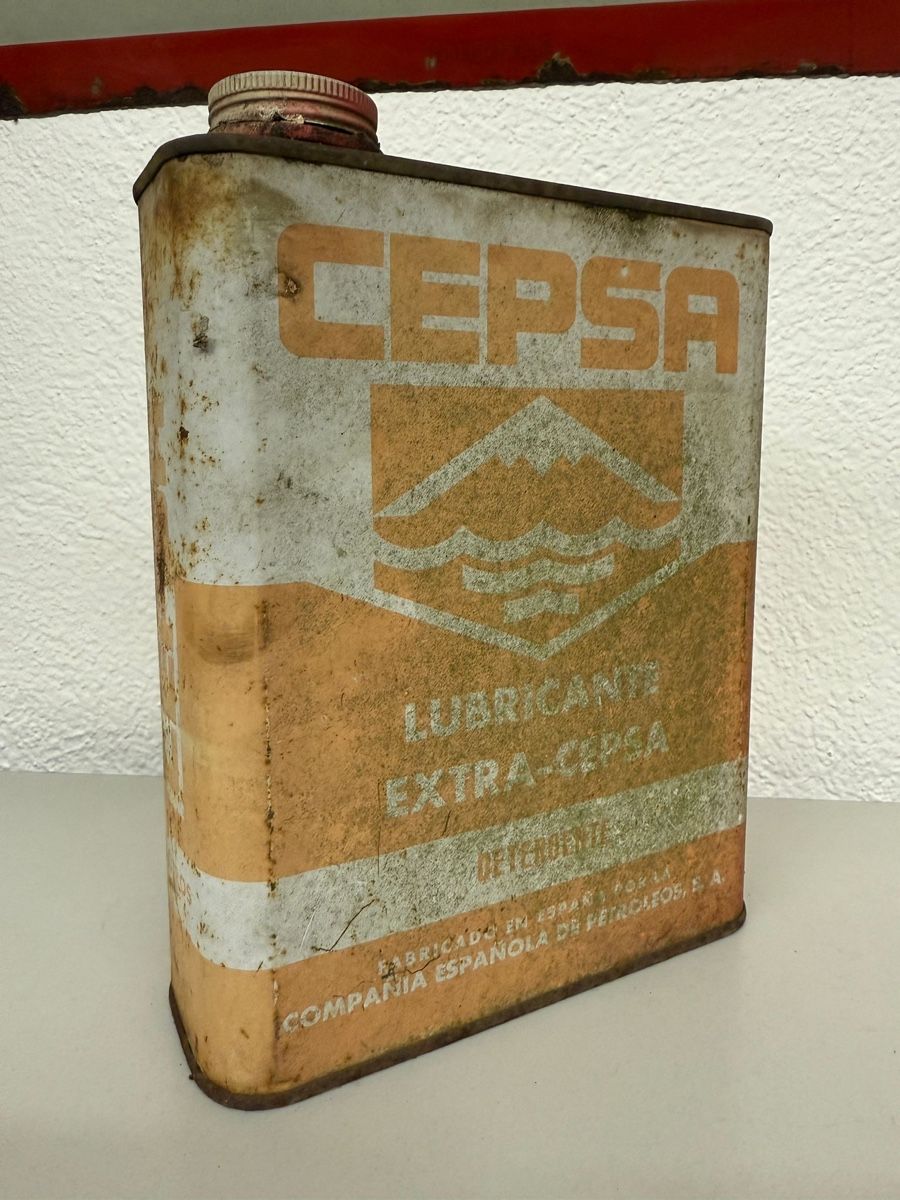 CEPSA
LUBRICANTE
EXTRA-CEPSA
DETERGENTE
FABRICADO EN ESPAÑA POR LA
COMPAÑIA ESPAÑOLA DE PETROLEOS, S. A.